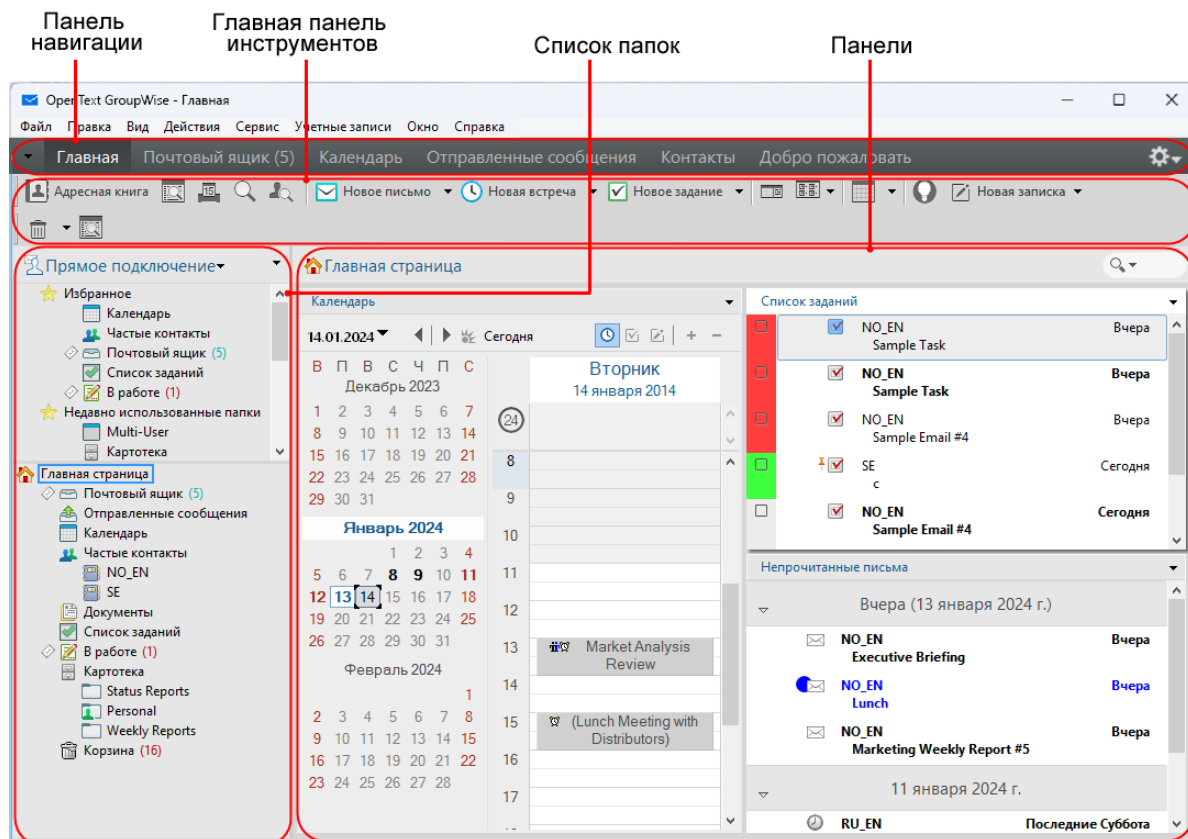 Панель
навигации
Главная панель
инструментов
Список папок
Панели
OpenText GroupWise - Главная
Файл Правка Вид Действия Сервис Учетные записи Окно Справка
Главная Почтовый ящик (5) Календарь Отправленные сообщения Контакты Добро пожаловать
Адресная книга 15 Новое письмо Новая встреча Новое задание Новая записка
Прямое подключение
Избранное
Календарь
Частые контакты
Почтовый ящик (5)
Список заданий
В работе (1)
Недавно использованные папки
Multi-User
Картотека
Главная страница
Почтовый ящик (5)
Отправленные сообщения
Календарь
Частые контакты
NO_EN
SE
Документы
Список заданий
В работе (1)
Картотека
Status Reports
Personal
Weekly Reports
Корзина (16)
Главная страница
Календарь
14.01.2024 Сегодня
В П В С Ч П С
Декабрь 2023
1 2 3 4 5 6 7
8 9 10 11 12 13 14
15 16 17 18 19 20 21
22 23 24 25 26 27 28
29 30 31
Январь 2024
1 2 3 4
5 6 7 8 9 10 11
12 13 14 15 16 17 18
19 20 21 22 23 24 25
26 27 28 29 30 31
Февраль 2024
1
2 3 4 5 6 7 8
9 10 11 12 13 14 15
16 17 18 19 20 21 22
23 24 25 26 27 28
Вторник
14 января 2014
24
8
9
10
11
12
13 Market Analysis
Review
14
15 (Lunch Meeting with
Distributors)
16
17
Список заданий
NO_EN Вчера
Sample Task
NO_EN Вчера
Sample Task
NO_EN Вчера
Sample Email #4
SE Сегодня
c
NO_EN Сегодня
Sample Email #4
Непрочитанные письма
Вчера (13 января 2024 г.)
NO_EN Вчера
Executive Briefing
NO_EN Вчера
Lunch
NO_EN Вчера
Marketing Weekly Report #5
11 января 2024 г.
RU_EN Последние Суббота